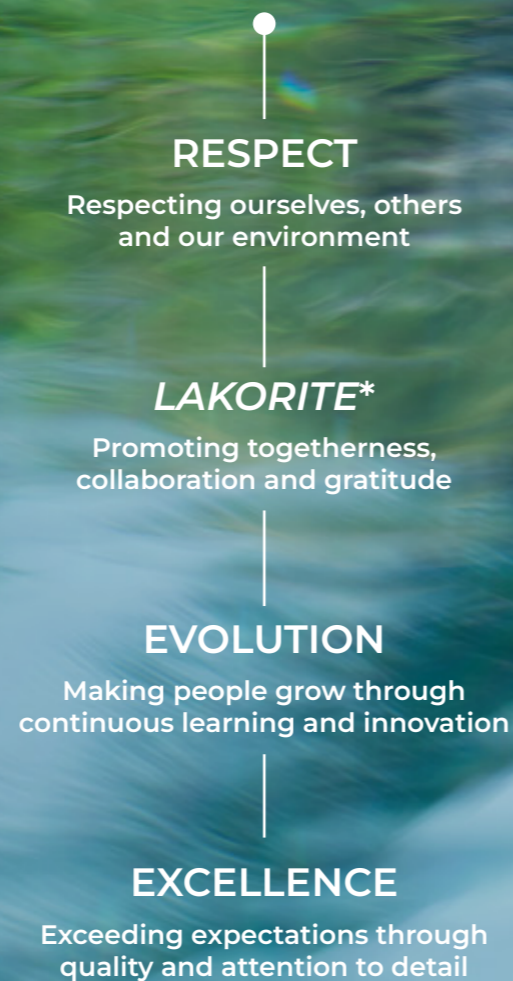 RESPECT
Respecting ourselves, others
and our environment
LAKORITE*
Promoting togetherness,
collaboration and gratitude
EVOLUTION
Making people grow through
continuous learning and innovation
EXCELLENCE
Exceeding expectations through
quality and attention to detail